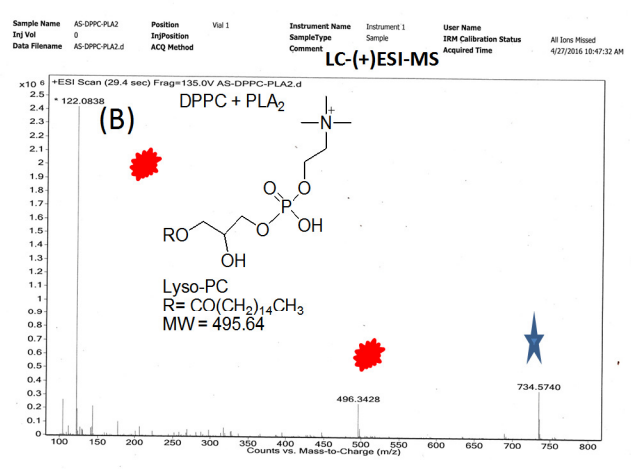 Sample Name AS-DPPC-PLA2 Position Vial 1 Instrument Name Instrument 1 User Name
Inj Vol 0 InjPosition SampleType Sample IRM Calibration Status All Ions Missed
Data Filename AS-DPPC-PLA2.d ACQ Method Comment Acquired Time 4/27/2016 10:47:32 AM
LC-(+)ESI-MS
x10 6 +ESI Scan (29.4 sec) Frag=135.0V AS-DPPC-PLA2.d
2.5
2.4
2.3
2.2
2.1
2
1.9
1.8
1.7
1.6
1.5
1.4
1.3
1.2
1.1
1
0.9
0.8
0.7
0.6
0.5
0.4
0.3
0.2
0.1
0
* 122.0838
(B)
DPPC + PLA2
N+
O
O
P
OH
O
RO
OH
Lyso-PC
R= CO(CH2)14CH3
MW = 495.64
496.3428
734.5740
100 150 200 250 300 350 400 450 500 550 600 650 700 750 800
Counts vs. Mass-to-Charge (m/z)